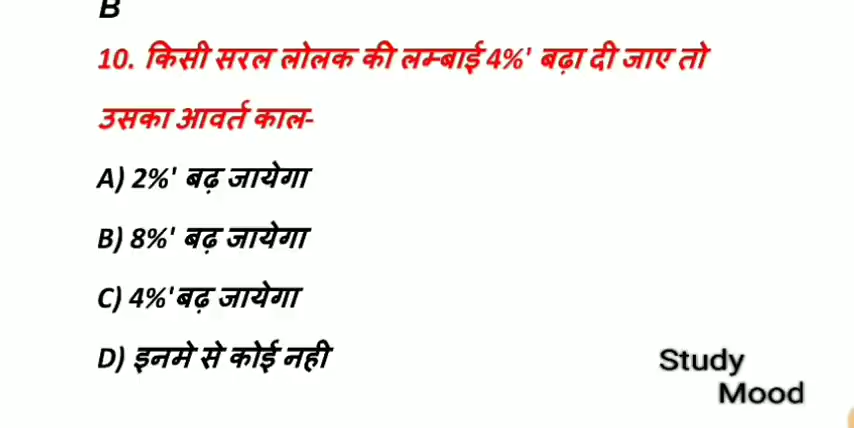 B
10. किसी सरल लोलक की लम्बाई 4%' बढ़ा दी जाए तो
उसका आवर्त काल-
A) 2%' बढ़ जायेगा
B) 8%' बढ़ जायेगा
C) 4%'बढ़ जायेगा
D) इनमे से कोई नही
Study
Mood